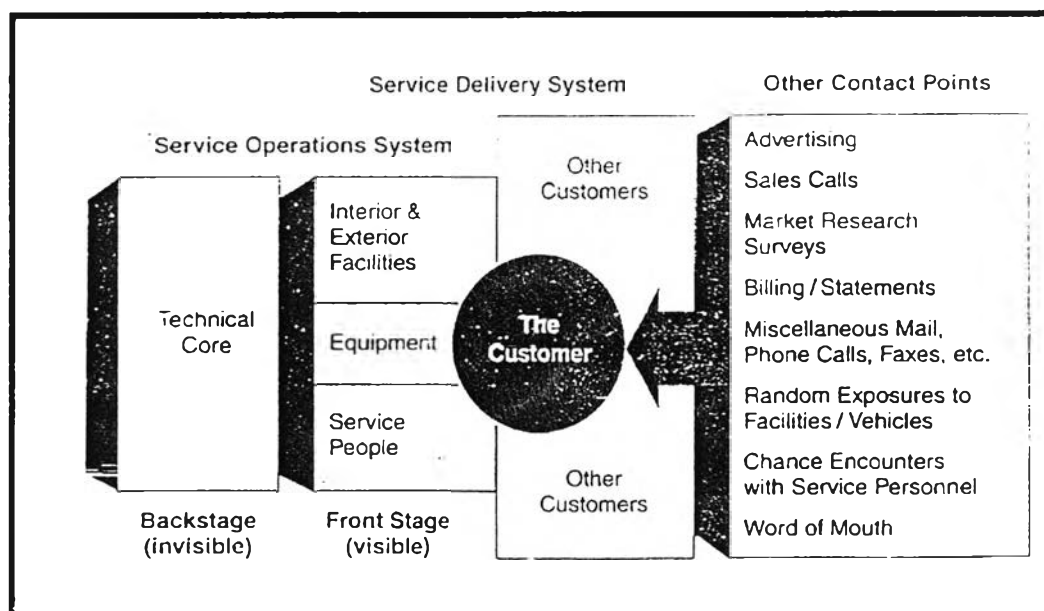 Service Delivery System
Other Contact Points
Service Operations System
Technical
Core
Backstage
(invisible)
Interior &
Exterior
Facilities
Equipment
Service
People
Front Stage
(visible)
Other
Customers
The
Customer
Other
Customers
Advertising
Sales Calls
Market Research
Surveys
Billing / Statements
Miscellaneous Mail,
Phone Calls, Faxes, etc.
Random Exposures to
Facilities / Vehicles
Chance Encounters
with Service Personnel
Word of Mouth